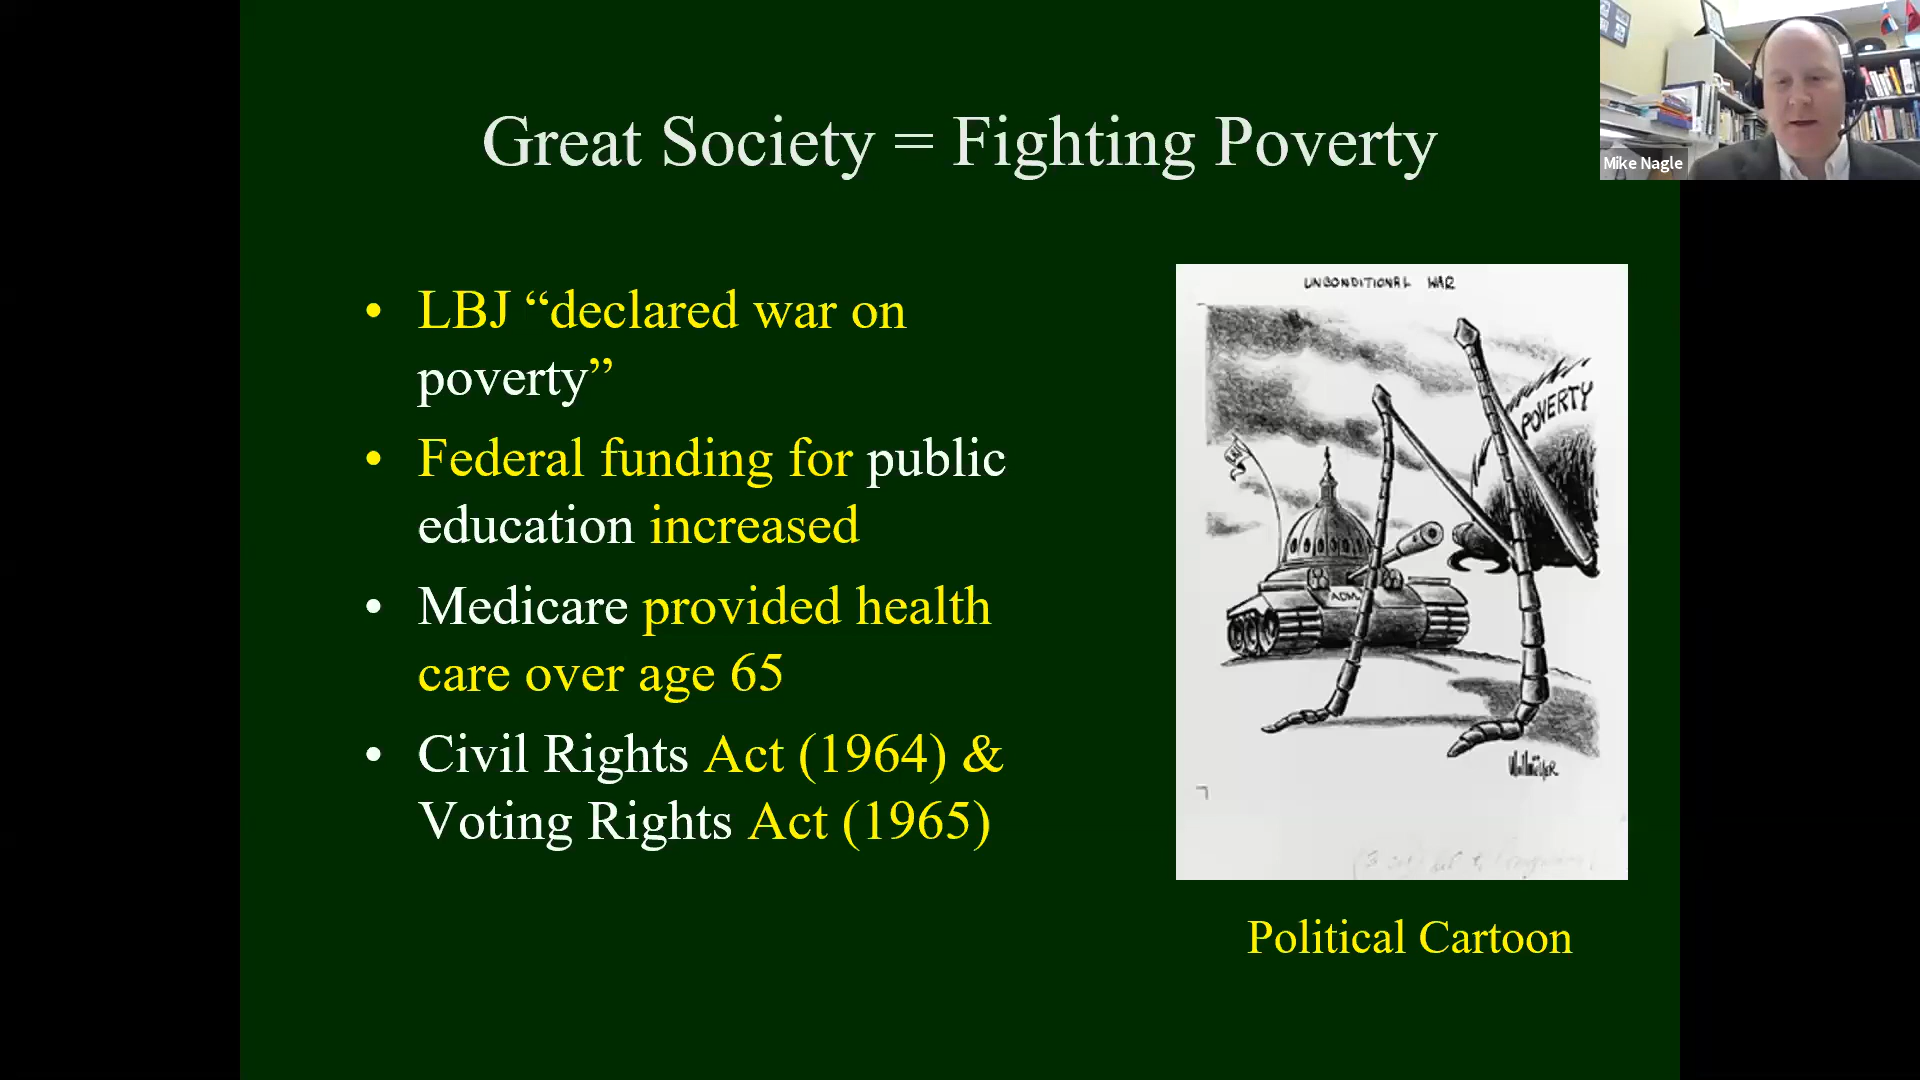 Great Society = Fighting Poverty
Mike Nagle
• LBJ “declared war on
poverty”
• Federal funding for public
education increased
• Medicare provided health
care over age 65
• Civil Rights Act (1964) &
Voting Rights Act (1965)
UNCONDITIONAL WAR
POVERTY
ADM.
Political Cartoon